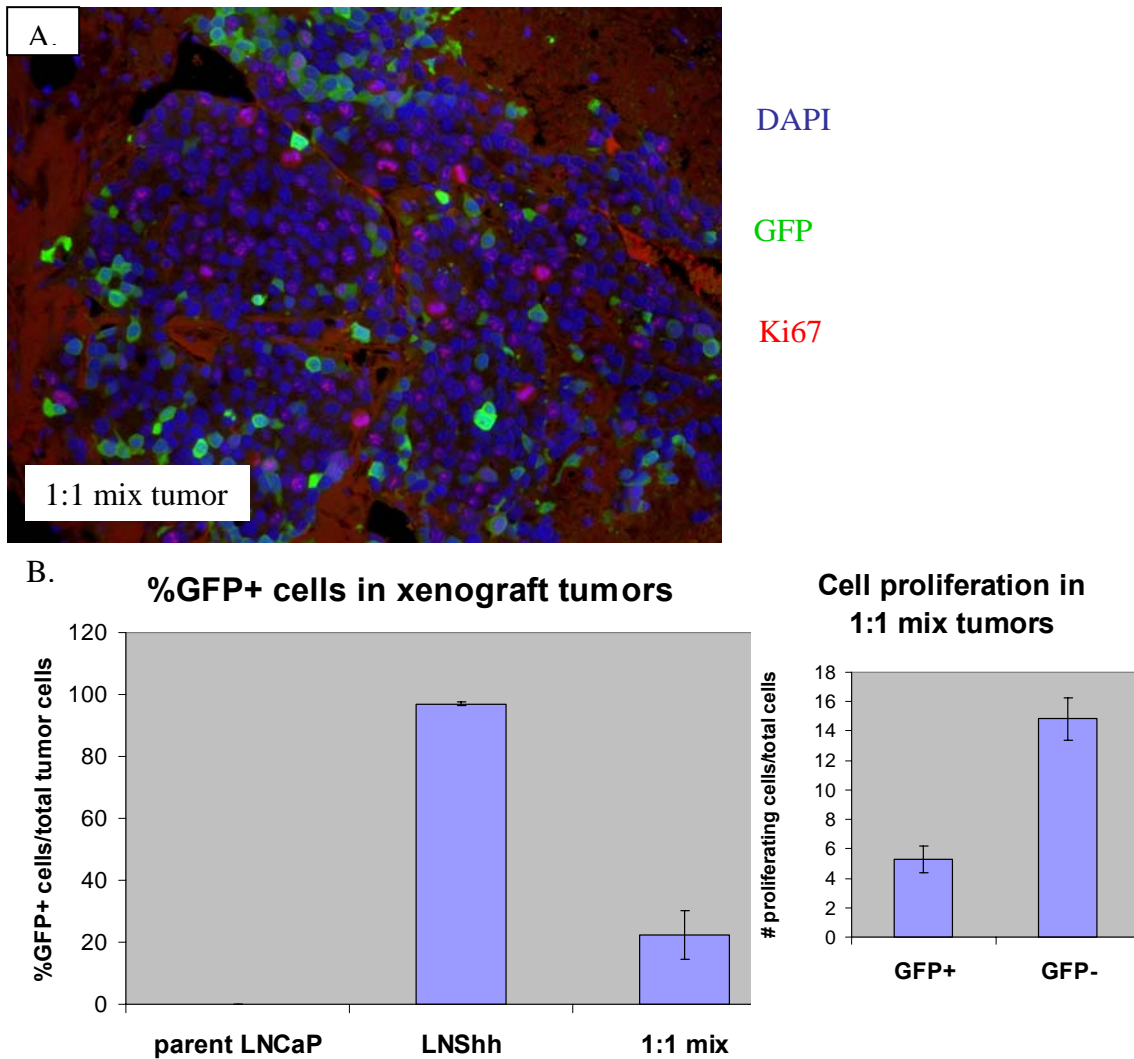 A.
DAPI
GFP
Ki67
1:1 mix tumor
B.
%GFP+ cells in xenograft tumors
%GFP+ cells/total tumor cells
120
100
80
60
40
20
0
parent LNCaP
LNShh
1:1 mix
Cell proliferation in
1:1 mix tumors
# proliferating cells/total cells
18
16
14
12
10
8
6
4
2
0
GFP+
GFP-